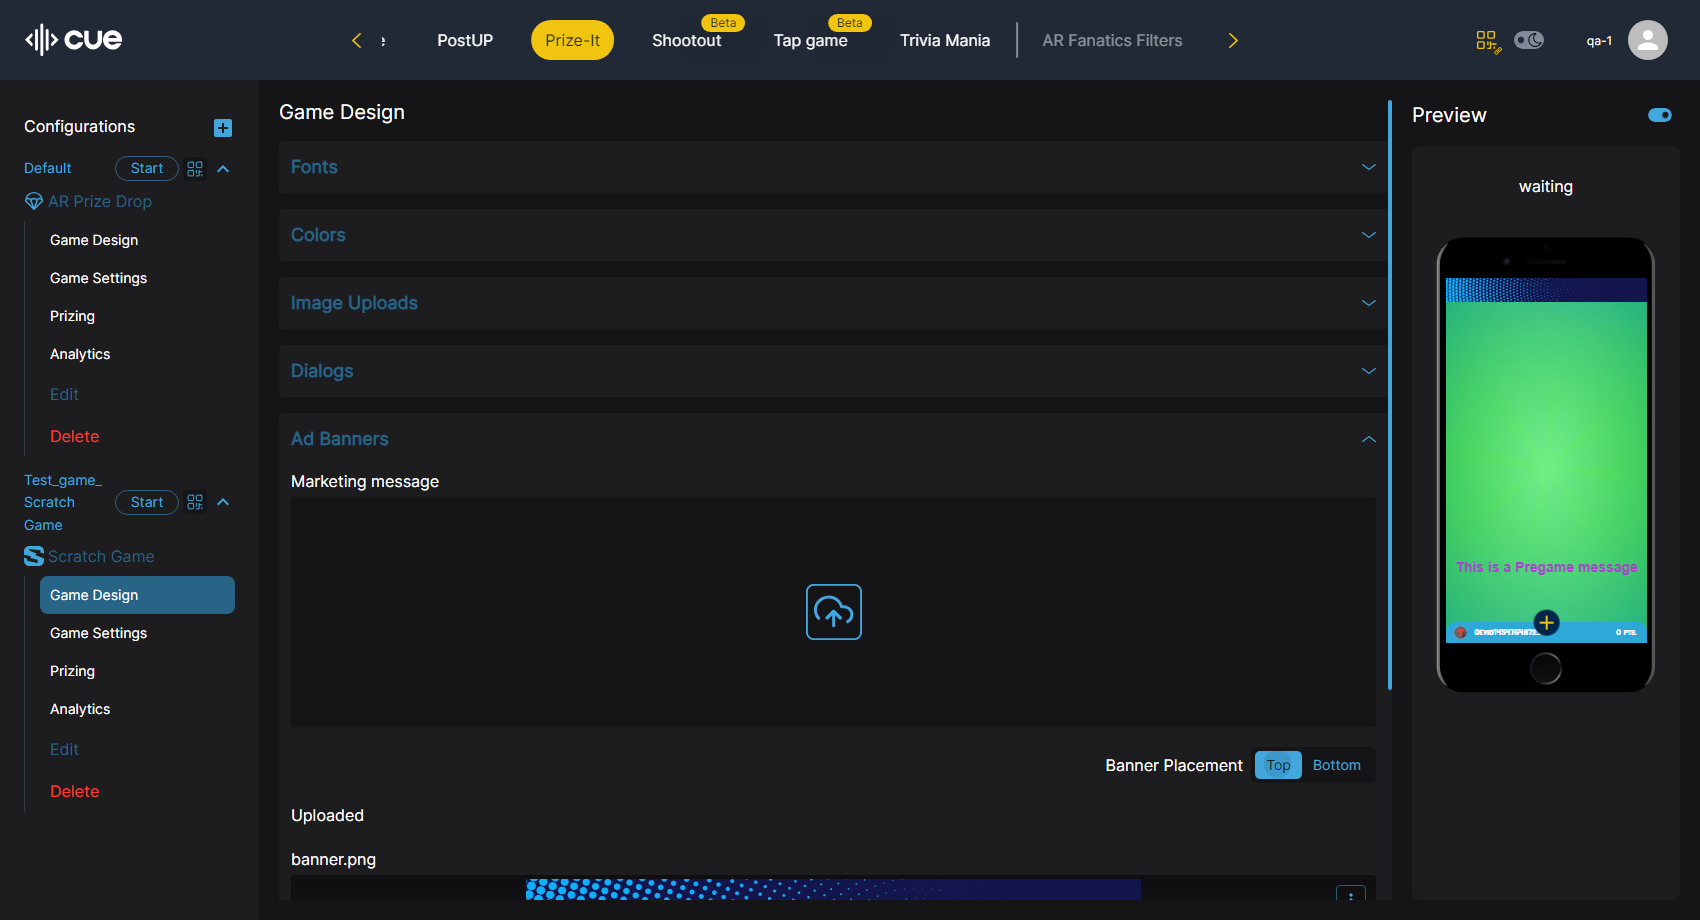 cue
PostUP
Prize-It
Shootout
Beta
Tap game
Beta
Trivia Mania
AR Fanatics Filters
qa-1
Configurations
Default
Start
AR Prize Drop
Game Design
Game Settings
Prizing
Analytics
Edit
Delete
Test_game_
Scratch
Game
Start
Scratch Game
Game Design
Game Settings
Prizing
Analytics
Edit
Delete
Game Design
Fonts
Colors
Image Uploads
Dialogs
Ad Banners
Marketing message
Banner Placement
Top
Bottom
Uploaded
banner.png
Preview
waiting
This is a Pregame message
0 PTS.